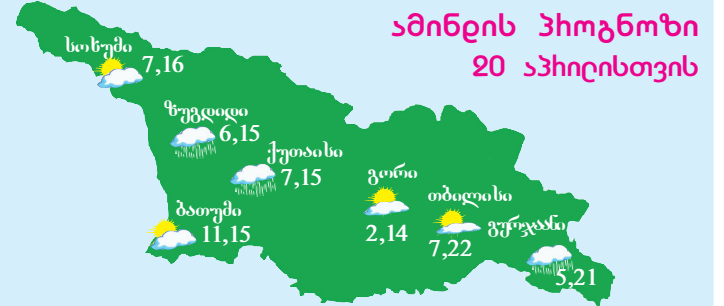 ამინდის პროგნოზი
20 აპრილისთვის
სოხუმი
7,16
ზუგდიდი
6,15
ქუთაისი
7,15
ბათუმი
11,15
გორი
2,14
თბილისი
7,22
გურჯაანი
5,21